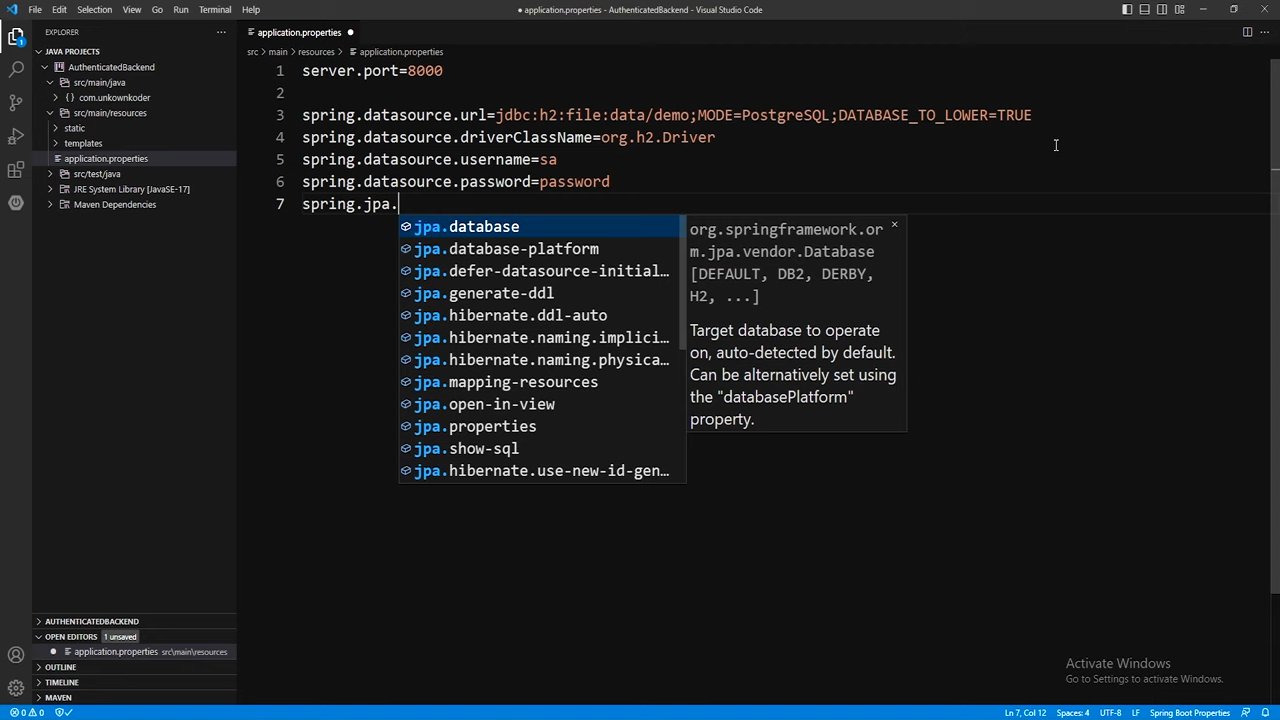 File Edit Selection View Go Run Terminal Help
● application.properties - AuthenticatedBackend - Visual Studio Code
EXPLORER
JAVA PROJECTS
AuthenticatedBackend
src/main/java
com.unkownkoder
src/main/resources
static
templates
application.properties
src/test/java
JRE System Library [JavaSE-17]
Maven Dependencies
AUTHENTICATEDBACKEND
OPEN EDITORS 1 unsaved
● application.properties src\main\resources
OUTLINE
TIMELINE
MAVEN
application.properties ●
src > main > resources > application.properties
1 server.port=8000
2
3 spring.datasource.url=jdbc:h2:file:data/demo;MODE=PostgreSQL;DATABASE_TO_LOWER=TRUE
4 spring.datasource.driverClassName=org.h2.Driver
5 spring.datasource.username=sa
6 spring.datasource.password=password
7 spring.jpa.
jpa.database
jpa.database-platform
jpa.defer-datasource-initial…
jpa.generate-ddl
jpa.hibernate.ddl-auto
jpa.hibernate.naming.implici…
jpa.hibernate.naming.physica…
jpa.mapping-resources
jpa.open-in-view
jpa.properties
jpa.show-sql
jpa.hibernate.use-new-id-gen…
org.springframework.or
m.jpa.vendor.Database
[DEFAULT, DB2, DERBY,
H2, ...]
Target database to operate
on, auto-detected by default.
Can be alternatively set using
the "databasePlatform"
property.
Activate Windows
Go to Settings to activate Windows.
0 0
Ln 7, Col 12 Spaces: 4 UTF-8 LF Spring Boot Properties